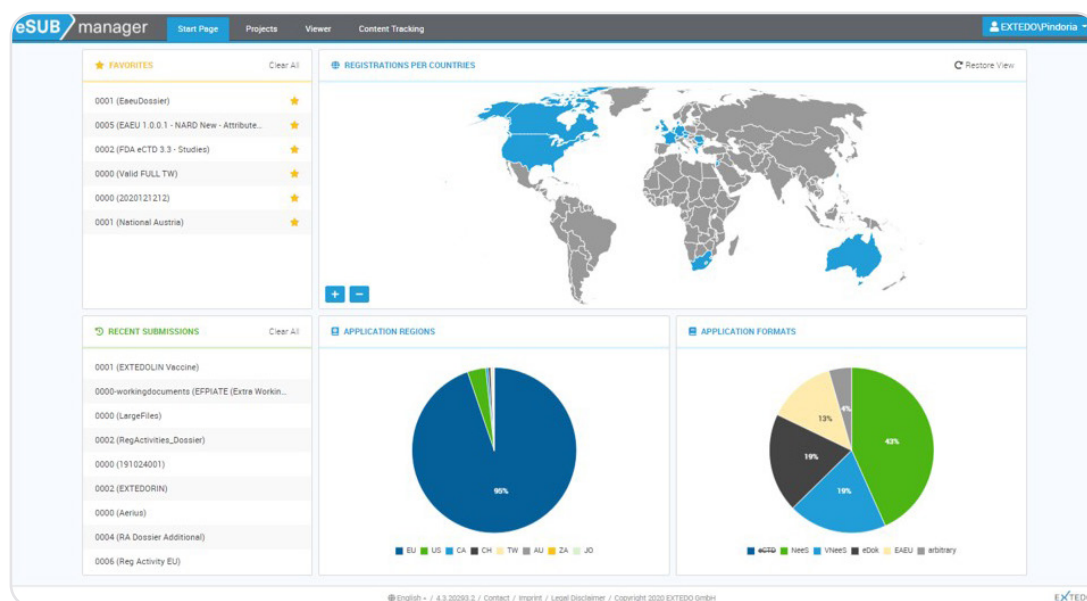 eSUB manager Start Page Projects Viewer Content Tracking EXTEDO\Pindoria
FAVORITES Clear All
0001 (EaeuDossier)
0005 (EAEU 1.0.0.1 - NARD New - Attribute...
0002 (FDA eCTD 3.3 - Studies)
0000 (Valid FULL TW)
0000 (2020121212)
0001 (National Austria)
REGISTRATIONS PER COUNTRIES Restore View
+ −
RECENT SUBMISSIONS Clear All
0001 (EXTEDOLIN Vaccine)
0000-workingdocuments (EFPIATE (Extra Workin...
0000 (LargeFiles)
0002 (RegActivities_Dossier)
0000 (191024001)
0002 (EXTEDORIN)
0000 (Aerius)
0004 (RA Dossier Additional)
0006 (Reg Activity EU)
APPLICATION REGIONS
95%
EU US CA CH TW AU ZA JO
APPLICATION FORMATS
4%
13%
43%
19%
19%
eCTD NeeS VNeeS eDok EAEU arbitrary
English / 4.3.20293.2 / Contact / Imprint / Legal Disclaimer / Copyright 2020 EXTEDO GmbH
EXTEDO